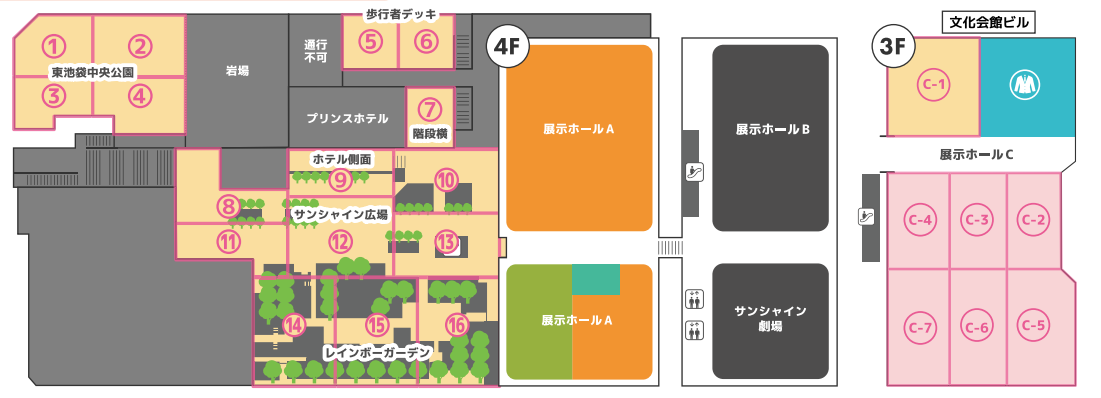 歩行者デッキ
① ② ⑤ ⑥
東池袋中央公園
③ ④
岩場
通行
不可
プリンスホテル
⑦
階段横
ホテル側面
⑨ ⑩
⑧
サンシャイン広場
⑪ ⑫ ⑬
⑭ ⑮ ⑯
レインボーガーデン
4F
展示ホールA
展示ホールB
展示ホールA
サンシャイン
劇場
文化会館ビル
3F
C-1
展示ホールC
C-4 C-3 C-2
C-7 C-6 C-5